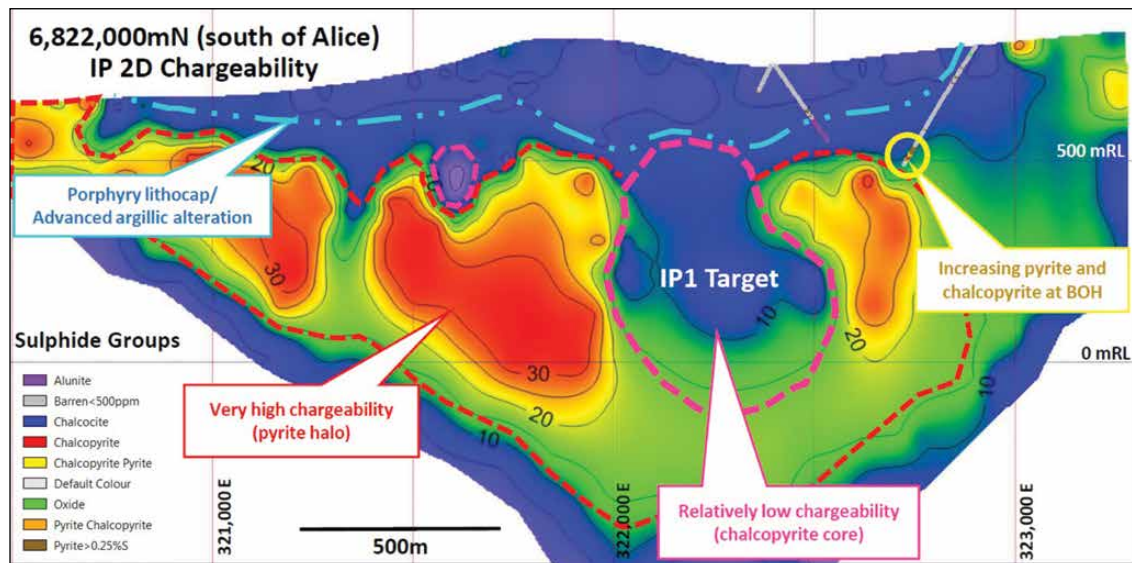 6,822,000mN (south of Alice)
IP 2D Chargeability
500 mRL
20
10
Porphyry lithocap/
Advanced argillic alteration
30
IP1 Target
10
Increasing pyrite and
chalcopyrite at BOH
20
Sulphide Groups
0 mRL
30
Alunite
Barren<500ppm
Chalcocite
Chalcopyrite
Chalcopyrite Pyrite
Default Colour
Oxide
Pyrite Chalcopyrite
Pyrite>0.25%S
Very high chargeability
(pyrite halo)
20
10
10
Relatively low chargeability
(chalcopyrite core)
321,000 E
500m
322,000 E
323,000 E